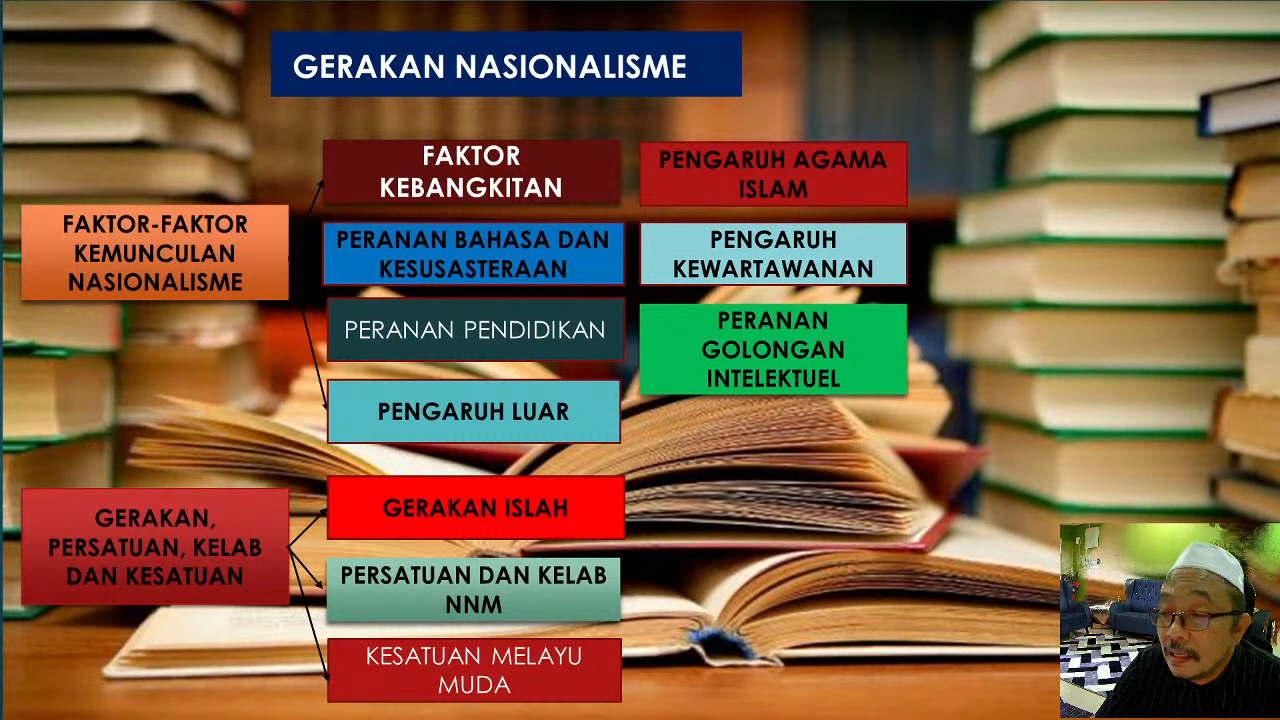 GERAKAN NASIONALISME
FAKTOR-FAKTOR
KEMUNCULAN
NASIONALISME
FAKTOR
KEBANGKITAN
PENGARUH AGAMA
ISLAM
PERANAN BAHASA DAN
KESUSASTERAAN
PENGARUH
KEWARTAWANAN
PERANAN PENDIDIKAN
PERANAN
GOLONGAN
INTELEKTUEL
PENGARUH LUAR
GERAKAN,
PERSATUAN, KELAB
DAN KESATUAN
GERAKAN ISLAH
PERSATUAN DAN KELAB
NNM
KESATUAN MELAYU
MUDA